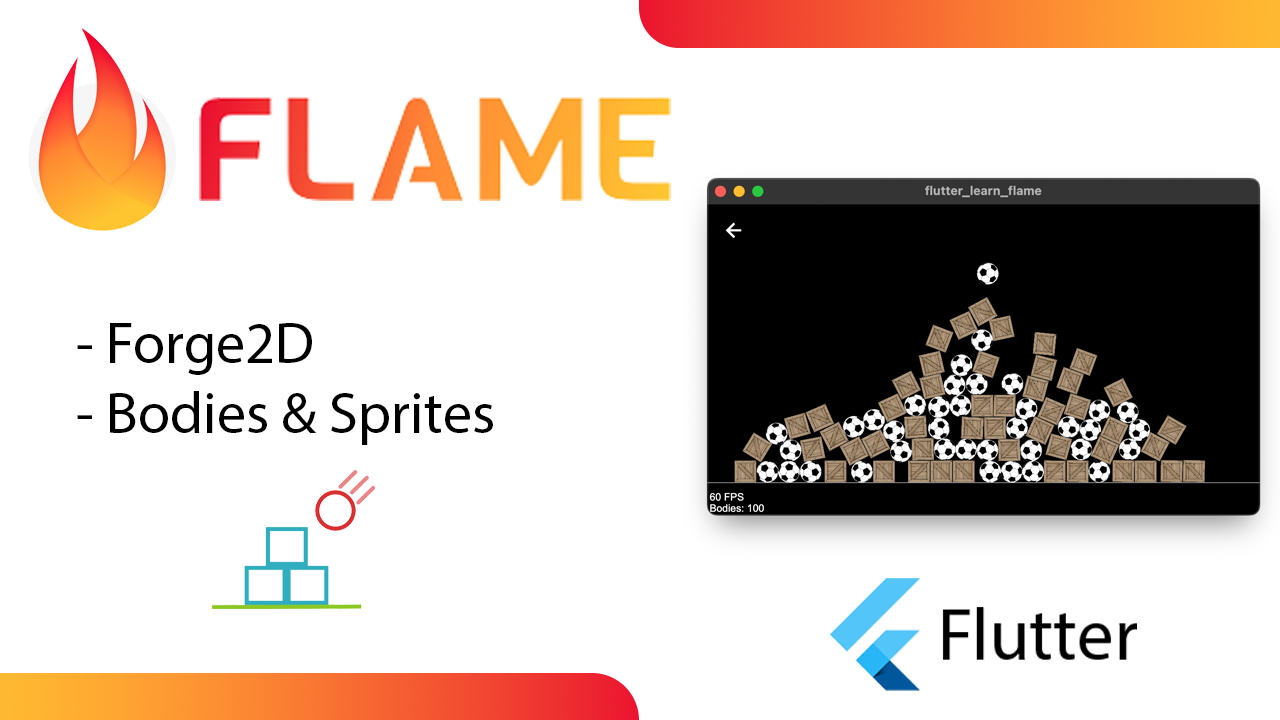 FLAME
- Forge2D
- Bodies & Sprites
flutter_learn_flame
60 FPS
Bodies: 100
Flutter